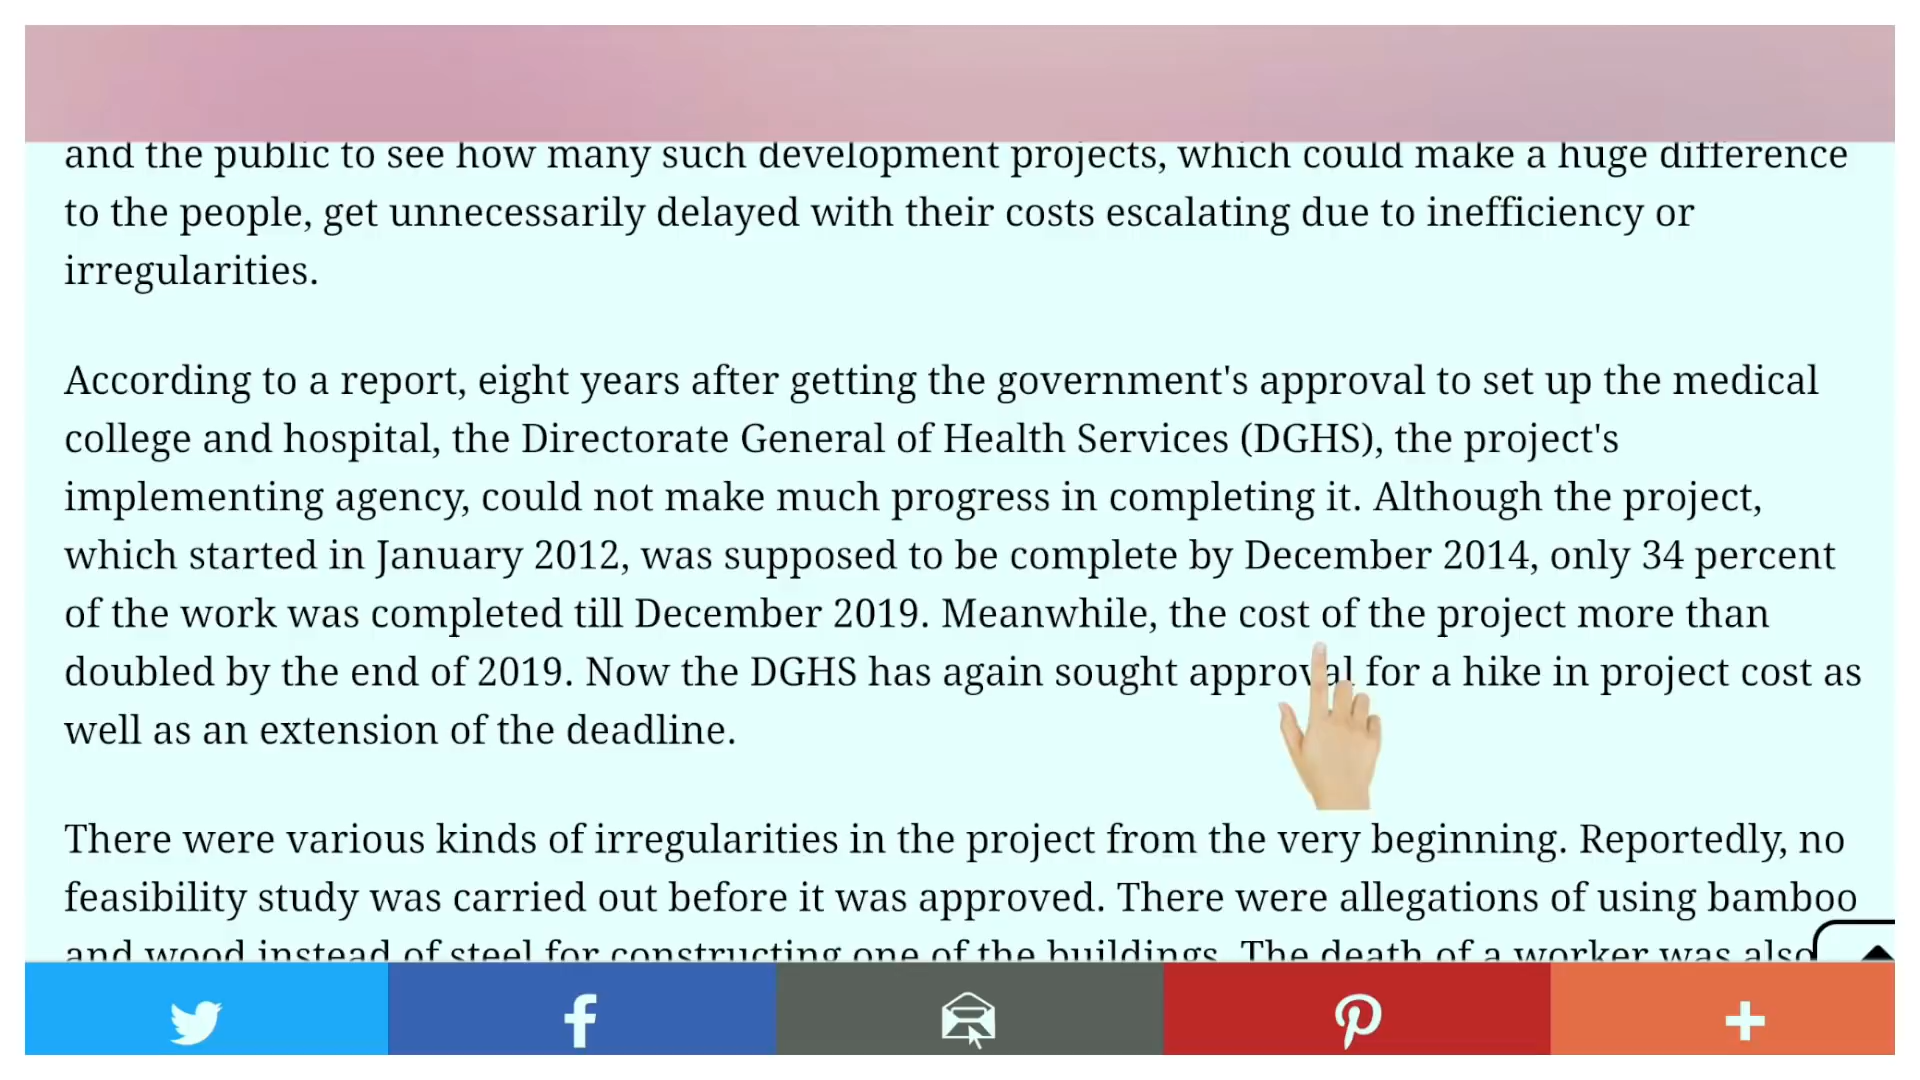 and the public to see how many such development projects, which could make a huge difference
to the people, get unnecessarily delayed with their costs escalating due to inefficiency or
irregularities.
According to a report, eight years after getting the government's approval to set up the medical
college and hospital, the Directorate General of Health Services (DGHS), the project's
implementing agency, could not make much progress in completing it. Although the project,
which started in January 2012, was supposed to be complete by December 2014, only 34 percent
of the work was completed till December 2019. Meanwhile, the cost of the project more than
doubled by the end of 2019. Now the DGHS has again sought approval for a hike in project cost as
well as an extension of the deadline.
There were various kinds of irregularities in the project from the very beginning. Reportedly, no
feasibility study was carried out before it was approved. There were allegations of using bamboo
and wood instead of steel for constructing one of the buildings. The death of a worker was also